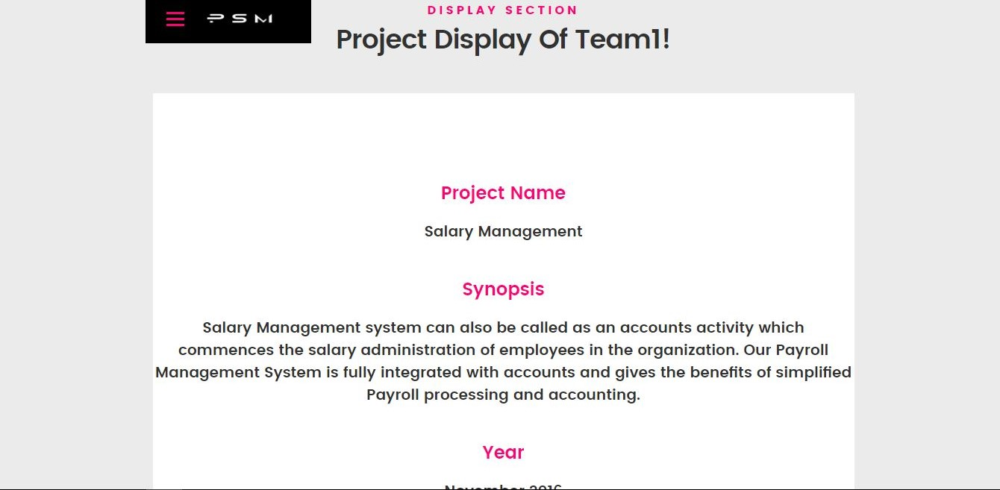 PSM
DISPLAY SECTION
Project Display Of Team1!
Project Name
Salary Management
Synopsis
Salary Management system can also be called as an accounts activity which
commences the salary administration of employees in the organization. Our Payroll
Management System is fully integrated with accounts and gives the benefits of simplified
Payroll processing and accounting.
Year
November 2016